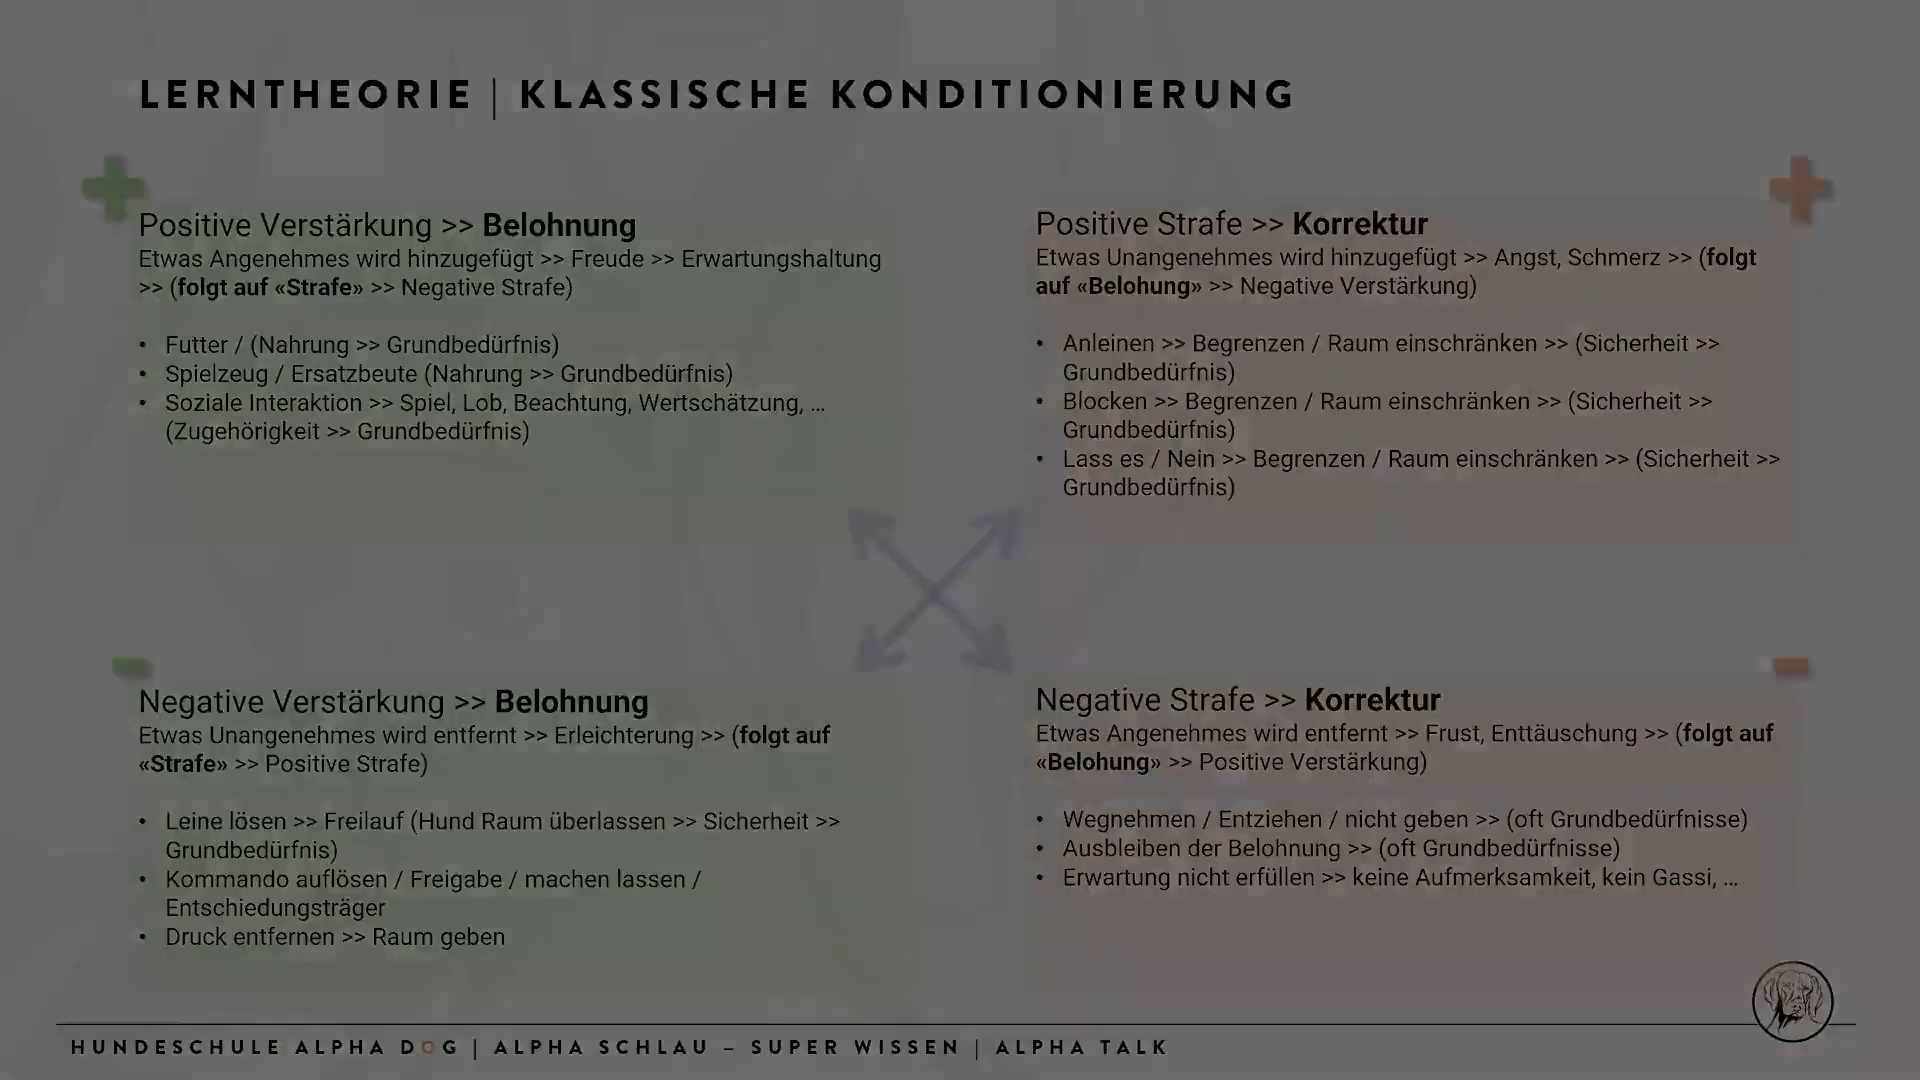 LERNTHEORIE | KLASSISCHE KONDITIONIERUNG
Positive Verstärkung >> Belohnung
Etwas Angenehmes wird hinzugefügt >> Freude >> Erwartungshaltung
>> (folgt auf «Strafe» >> Negative Strafe)
• Futter / (Nahrung >> Grundbedürfnis)
• Spielzeug / Ersatzbeute (Nahrung >> Grundbedürfnis)
• Soziale Interaktion >> Spiel, Lob, Beachtung, Wertschätzung, ...
(Zugehörigkeit >> Grundbedürfnis)
Positive Strafe >> Korrektur
Etwas Unangenehmes wird hinzugefügt >> Angst, Schmerz >> (folgt
auf «Belohung» >> Negative Verstärkung)
• Anleinen >> Begrenzen / Raum einschränken >> (Sicherheit >>
Grundbedürfnis)
• Blocken >> Begrenzen / Raum einschränken >> (Sicherheit >>
Grundbedürfnis)
• Lass es / Nein >> Begrenzen / Raum einschränken >> (Sicherheit >>
Grundbedürfnis)
Negative Verstärkung >> Belohnung
Etwas Unangenehmes wird entfernt >> Erleichterung >> (folgt auf
«Strafe» >> Positive Strafe)
• Leine lösen >> Freilauf (Hund Raum überlassen >> Sicherheit >>
Grundbedürfnis)
• Kommando auflösen / Freigabe / machen lassen /
Entschiedungsträger
• Druck entfernen >> Raum geben
Negative Strafe >> Korrektur
Etwas Angenehmes wird entfernt >> Frust, Enttäuschung >> (folgt auf
«Belohung» >> Positive Verstärkung)
• Wegnehmen / Entziehen / nicht geben >> (oft Grundbedürfnisse)
• Ausbleiben der Belohnung >> (oft Grundbedürfnisse)
• Erwartung nicht erfüllen >> keine Aufmerksamkeit, kein Gassi, ...
HUNDESCHULE ALPHA DOG | ALPHA SCHLAU – SUPER WISSEN | ALPHA TALK